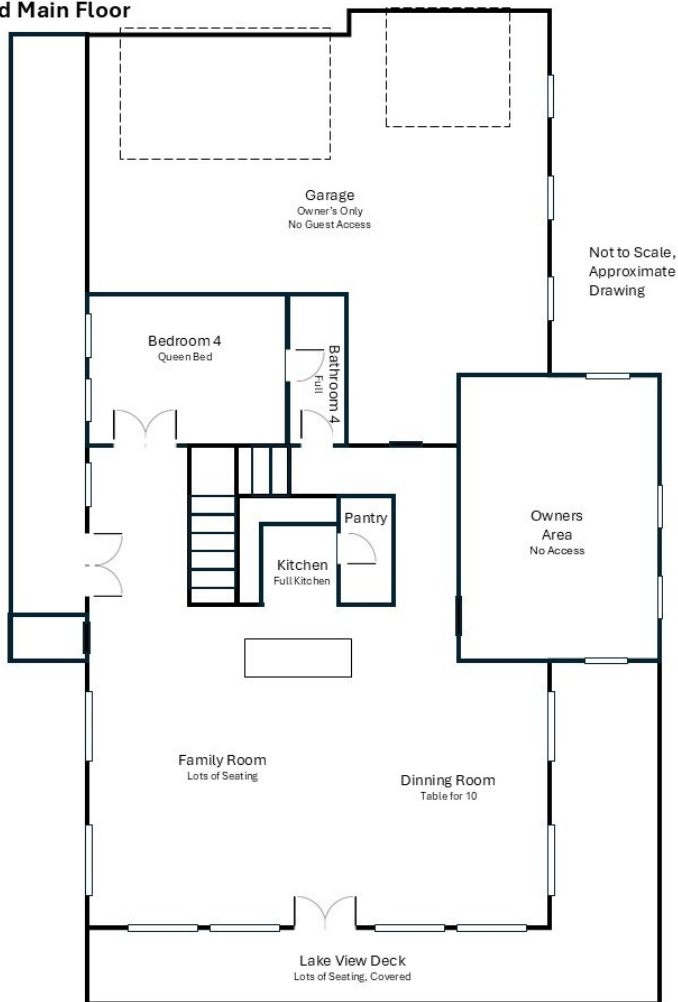 d Main Floor
Garage
Owner's Only
No Guest Access
Not to Scale,
Approximate
Drawing
Bedroom 4
Queen Bed
Bathroom 4
Full
Pantry
Kitchen
Full Kitchen
Owners
Area
No Access
Family Room
Lots of Seating
Dinning Room
Table for 10
Lake View Deck
Lots of Seating, Covered